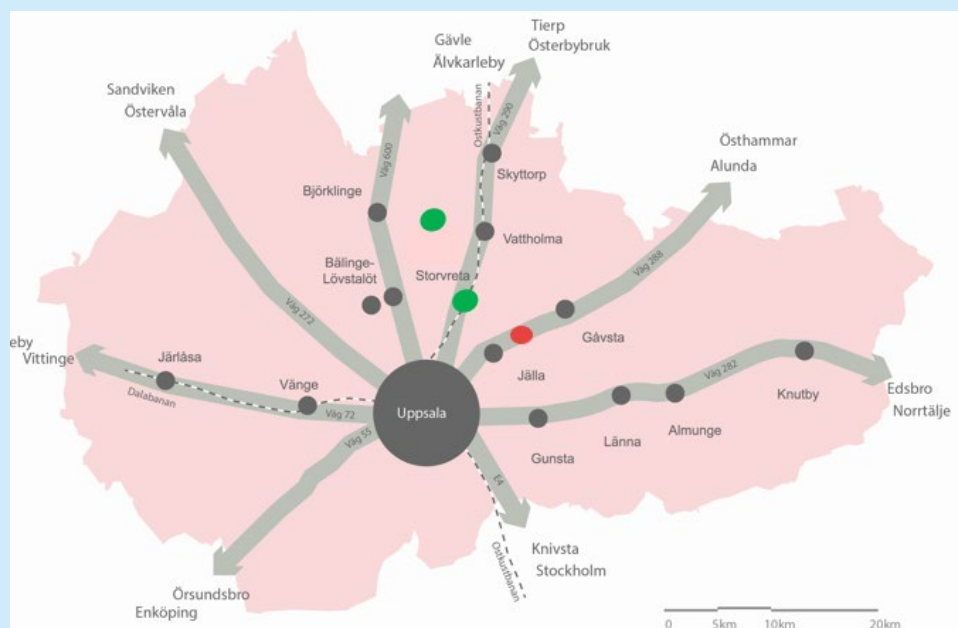 Tierp
Österbybruk
Gävle
Älvkarleby
Sandviken
Östervåla
Ostkustbanan
Väg 290
Östhammar
Alunda
Väg 600
Skyttorp
Björklinge
Vattholma
Bälinge-
Lövstalöt
Storvreta
Väg 288
Väg 272
Gåvsta
eby
Vittinge
Järlåsa
Jälla
Väg 282
Dalabanan
Vänge
Väg 72
Uppsala
Knutby
Edsbro
Norrtälje
Väg 55
Gunsta
Länna
Almunge
E4
Knivsta
Stockholm
Ostkustbanan
Örsundsbro
Enköping
0 5km 10km 20km